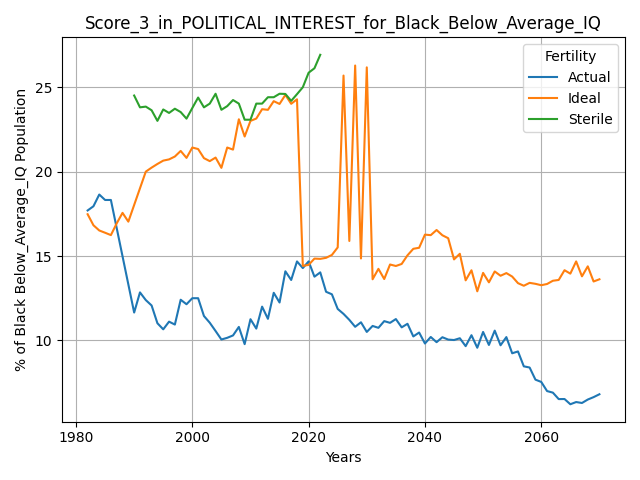 Score_3_in_POLITICAL_INTEREST_for_Black_Below_Average_IQ
% of Black Below_Average_IQ Population
25
20
15
10
Fertility
Actual
Ideal
Sterile
1980
2000
2020
2040
2060
Years